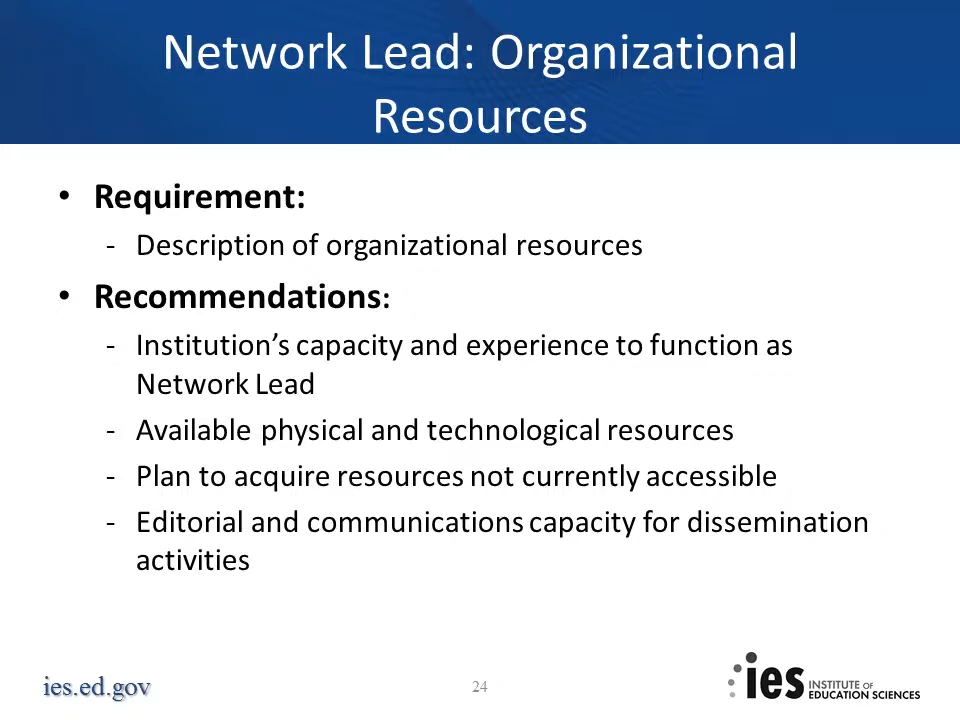 Network Lead: Organizational
Resources
• Requirement:
- Description of organizational resources
• Recommendations:
- Institution’s capacity and experience to function as
Network Lead
- Available physical and technological resources
- Plan to acquire resources not currently accessible
- Editorial and communications capacity for dissemination
activities
ies.ed.gov
24
ies INSTITUTE OF
EDUCATION SCIENCES